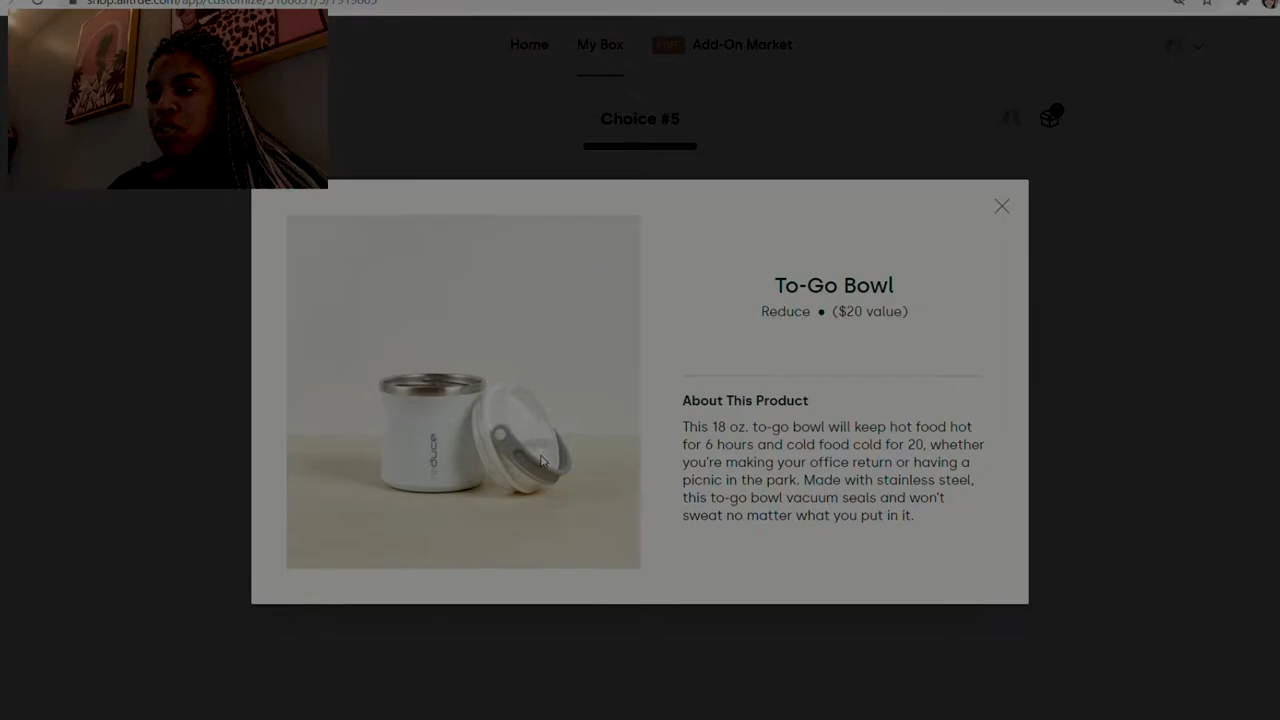 Home
My Box
Add-On Market
Choice #5
To-Go Bowl
Reduce • ($20 value)
reduce
About This Product
This 18 oz. to-go bowl will keep hot food hot
for 6 hours and cold food cold for 20, whether
you're making your office return or having a
picnic in the park. Made with stainless steel,
this to-go bowl vacuum seals and won't
sweat no matter what you put in it.